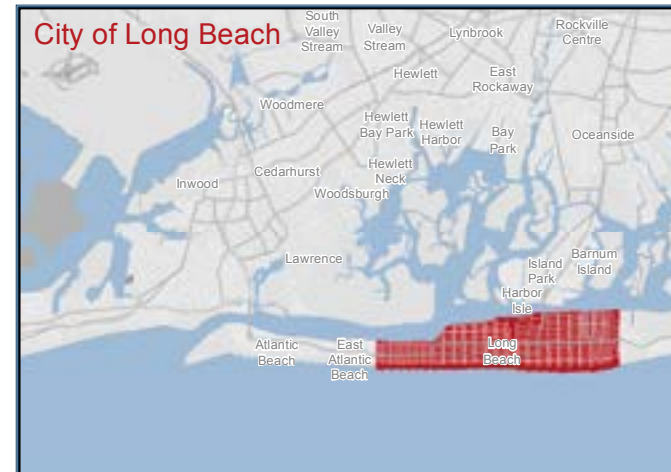 City of Long Beach
South
Valley
Stream
Valley
Stream
Lynbrook
Rockville
Centre
Hewlett
East
Rockaway
Woodmere
Hewlett
Bay Park
Hewlett
Harbor
Bay
Park
Oceanside
Inwood
Cedarhurst
Hewlett
Neck
Woodsburgh
Lawrence
Island
Park
Barnum
Island
Harbor
Isle
Atlantic
Beach
East
Atlantic
Beach
Long
Beach